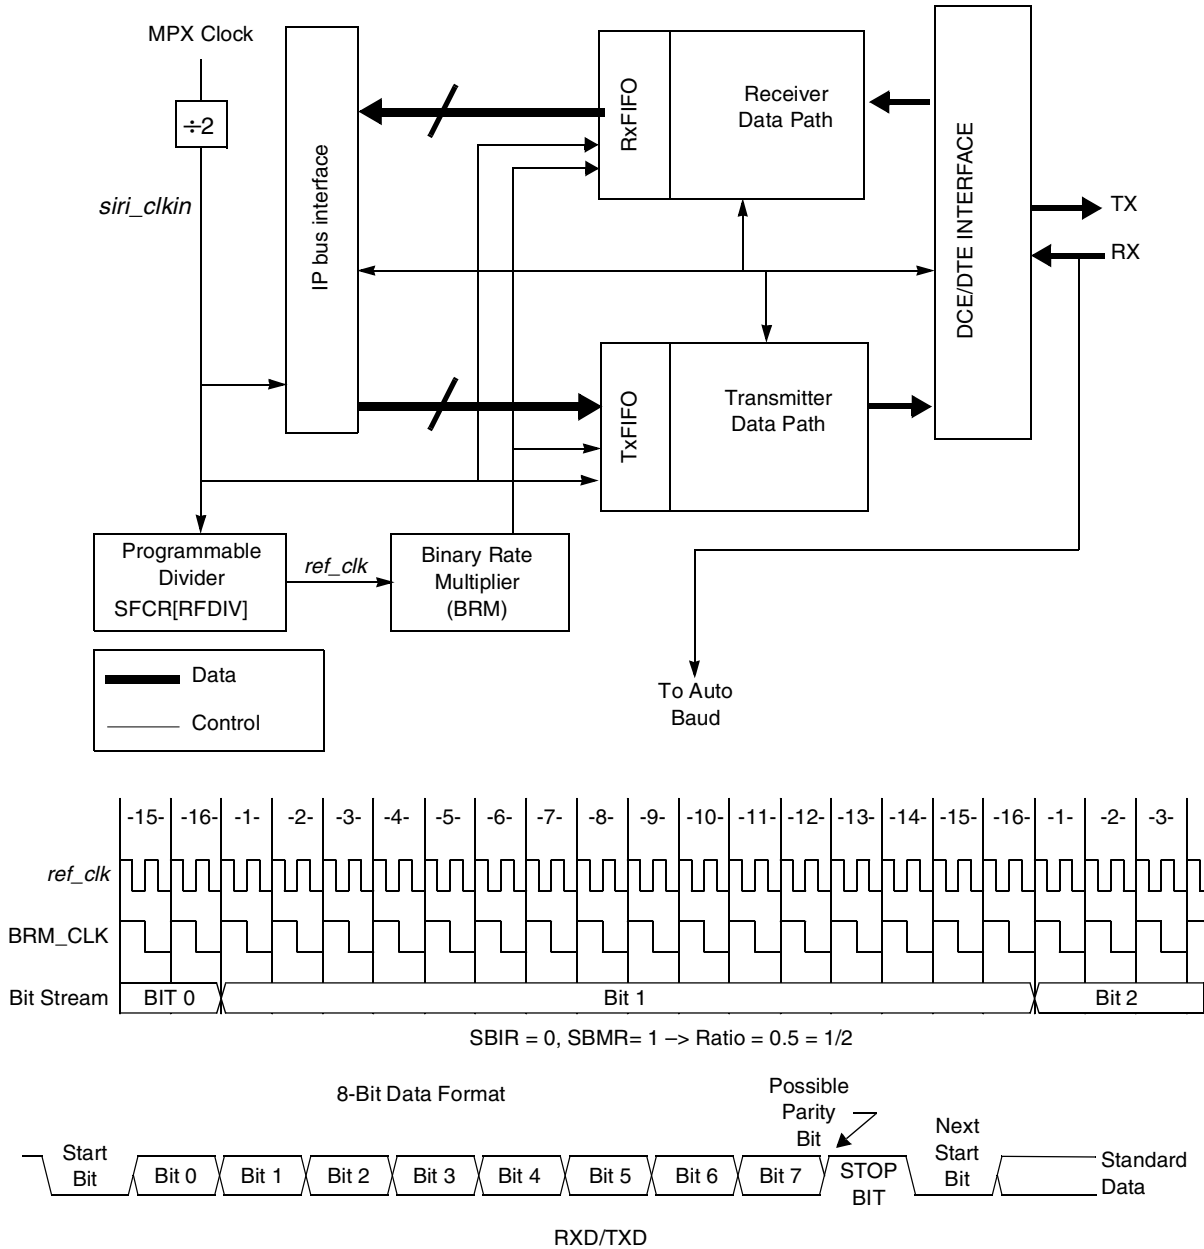 MPX Clock
÷2
siri_clkin
IP bus interface
RxFIFO
Receiver
Data Path
DCE/DTE INTERFACE
TX
RX
TxFIFO
Transmitter
Data Path
Programmable
Divider
SFCR[RFDIV]
ref_clk
Binary Rate
Multiplier
(BRM)
Data
Control
To Auto
Baud
-15- -16- -1- -2- -3- -4- -5- -6- -7- -8- -9- -10- -11- -12- -13- -14- -15- -16- -1- -2- -3-
ref_clk
BRM_CLK
Bit Stream BIT 0 Bit 1 Bit 2
SBIR = 0, SBMR= 1 –> Ratio = 0.5 = 1/2
8-Bit Data Format
Possible
Parity
Bit
Next
Start
Bit
Start
Bit
Bit 0 Bit 1 Bit 2 Bit 3 Bit 4 Bit 5 Bit 6 Bit 7
STOP
BIT
Standard
Data
RXD/TXD